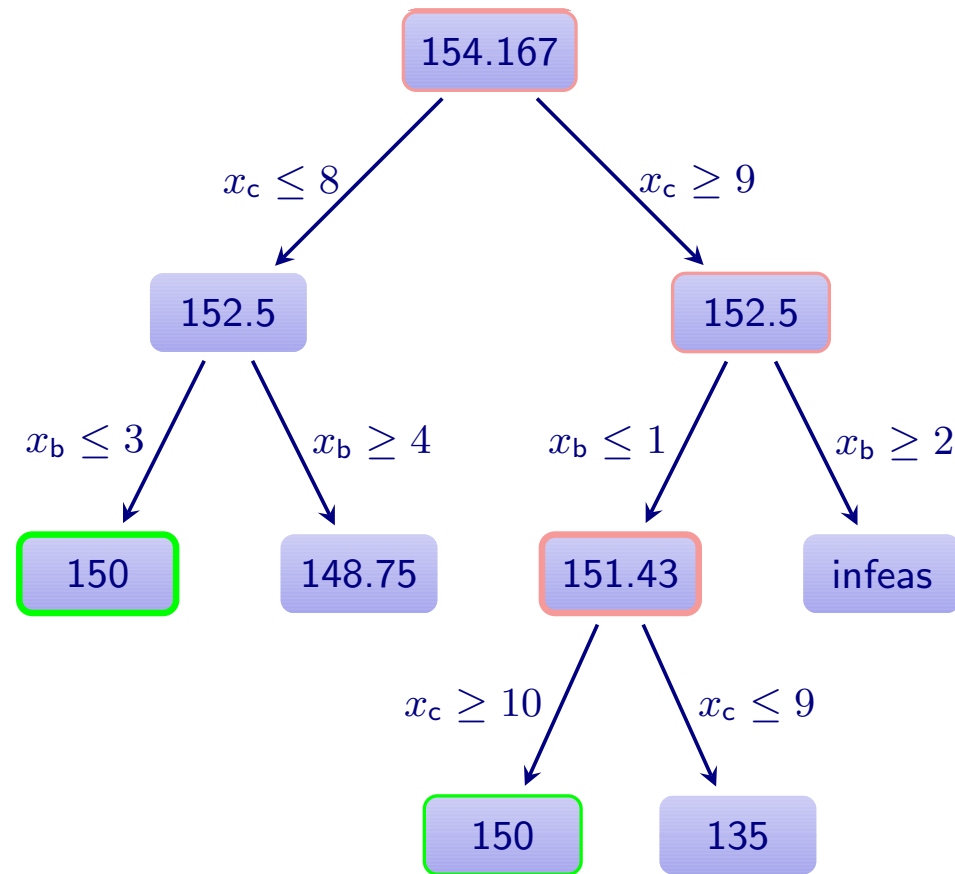 154.167
x_c ≤ 8
x_c ≥ 9
152.5
152.5
x_b ≤ 3
x_b ≥ 4
x_b ≤ 1
x_b ≥ 2
150
148.75
151.43
infeas
x_c ≥ 10
x_c ≤ 9
150
135